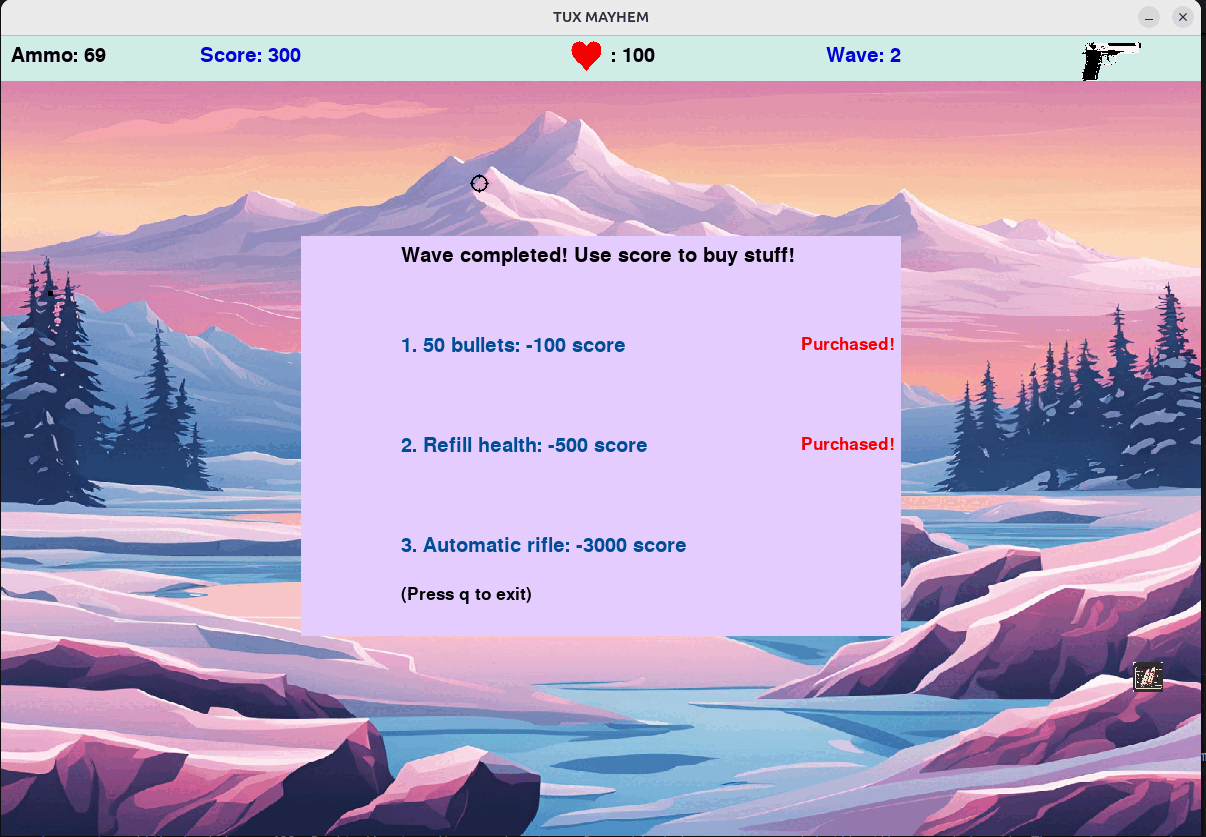 TUX MAYHEM
Ammo: 69
Score: 300
: 100
Wave: 2
Wave completed! Use score to buy stuff!
1. 50 bullets: -100 score
Purchased!
2. Refill health: -500 score
Purchased!
3. Automatic rifle: -3000 score
(Press q to exit)